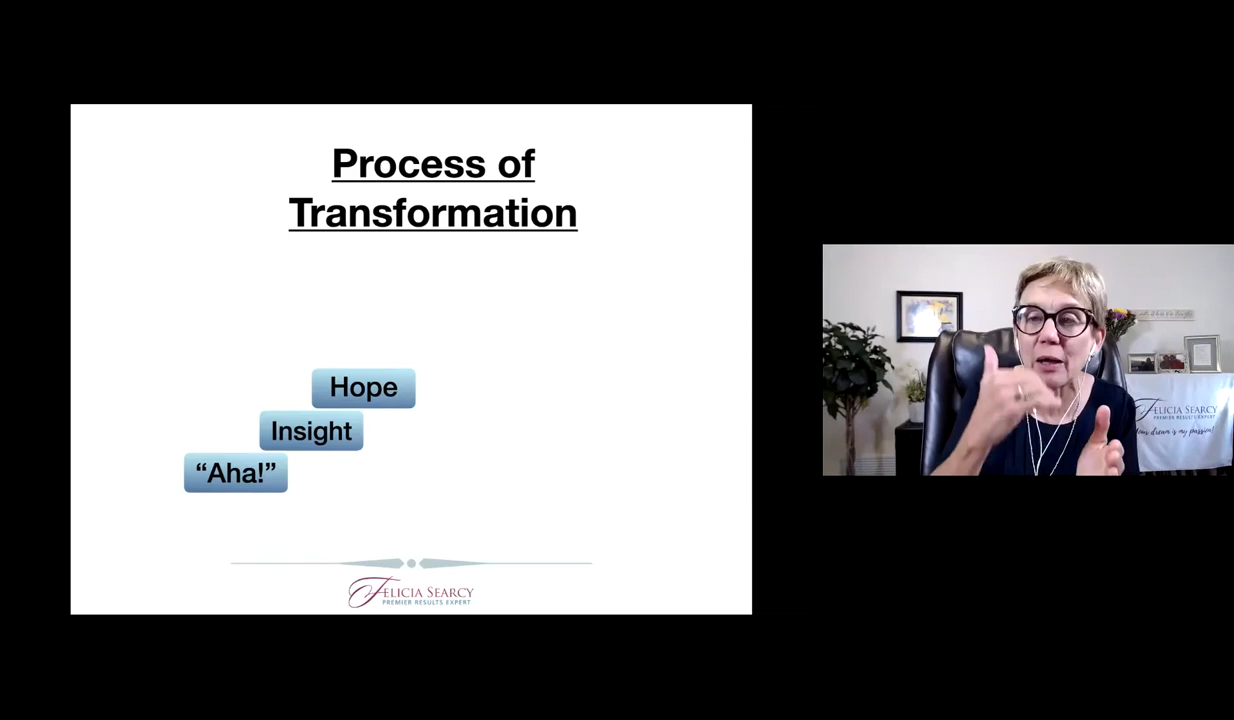 Process of
Transformation
Hope
Insight
“Aha!”
FELICIA SEARCY
PREMIER RESULTS EXPERT
FELICIA SEARCY
PREMIER RESULTS EXPERT
Your dream is my passion!